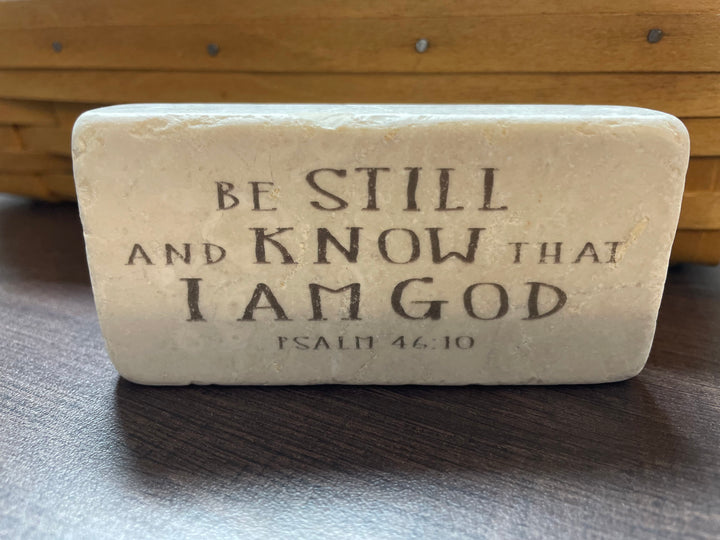 BE STILL
AND KNOW THAT
I AM GOD
PSALM 46:10